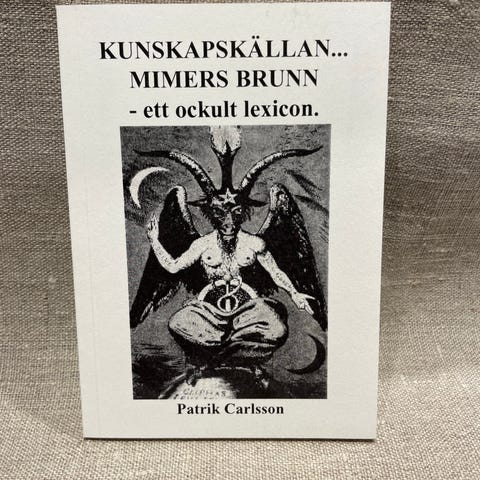 KUNSKAPSKÄLLAN...
MIMERS BRUNN
- ett ockult lexicon.
Patrik Carlsson